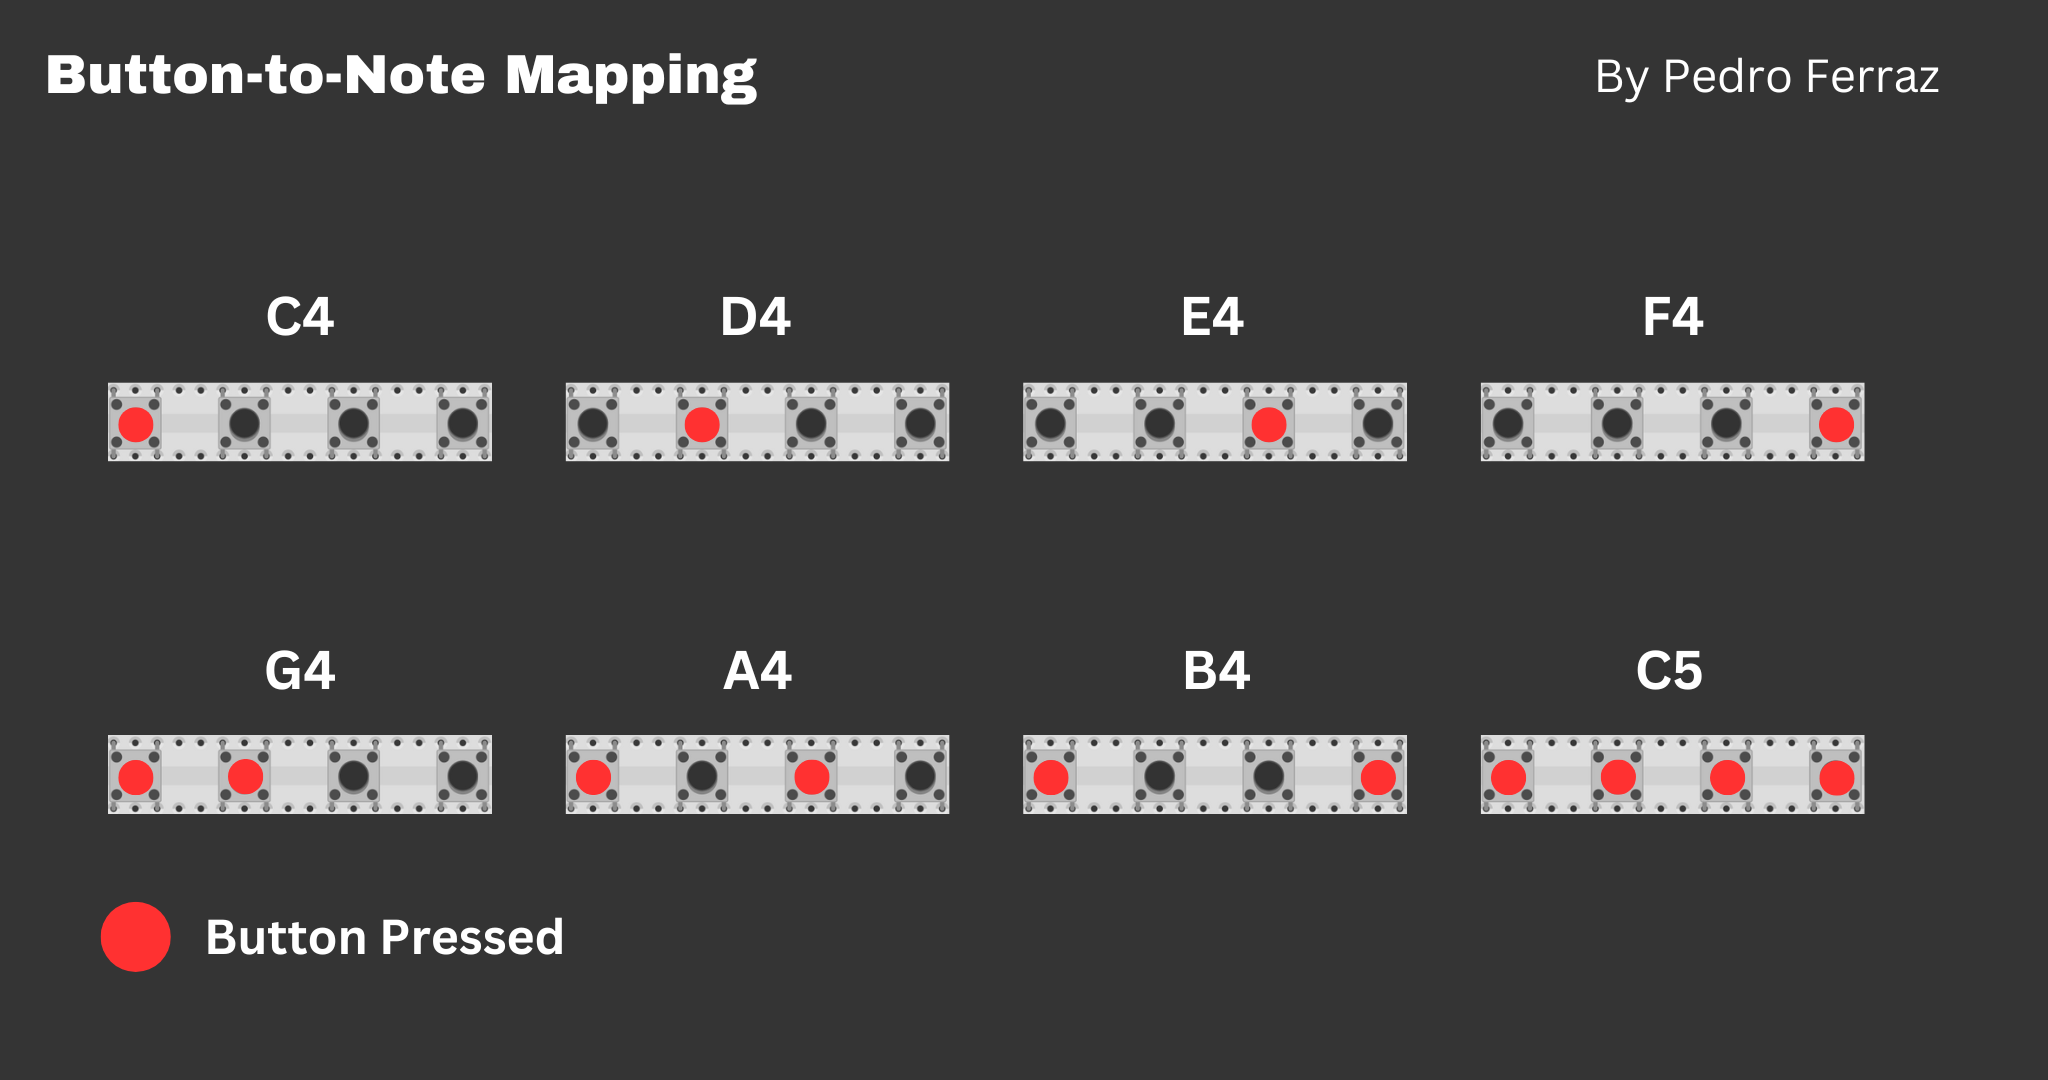 Button-to-Note Mapping
By Pedro Ferraz
C4
D4
E4
F4
G4
A4
B4
C5
Button Pressed